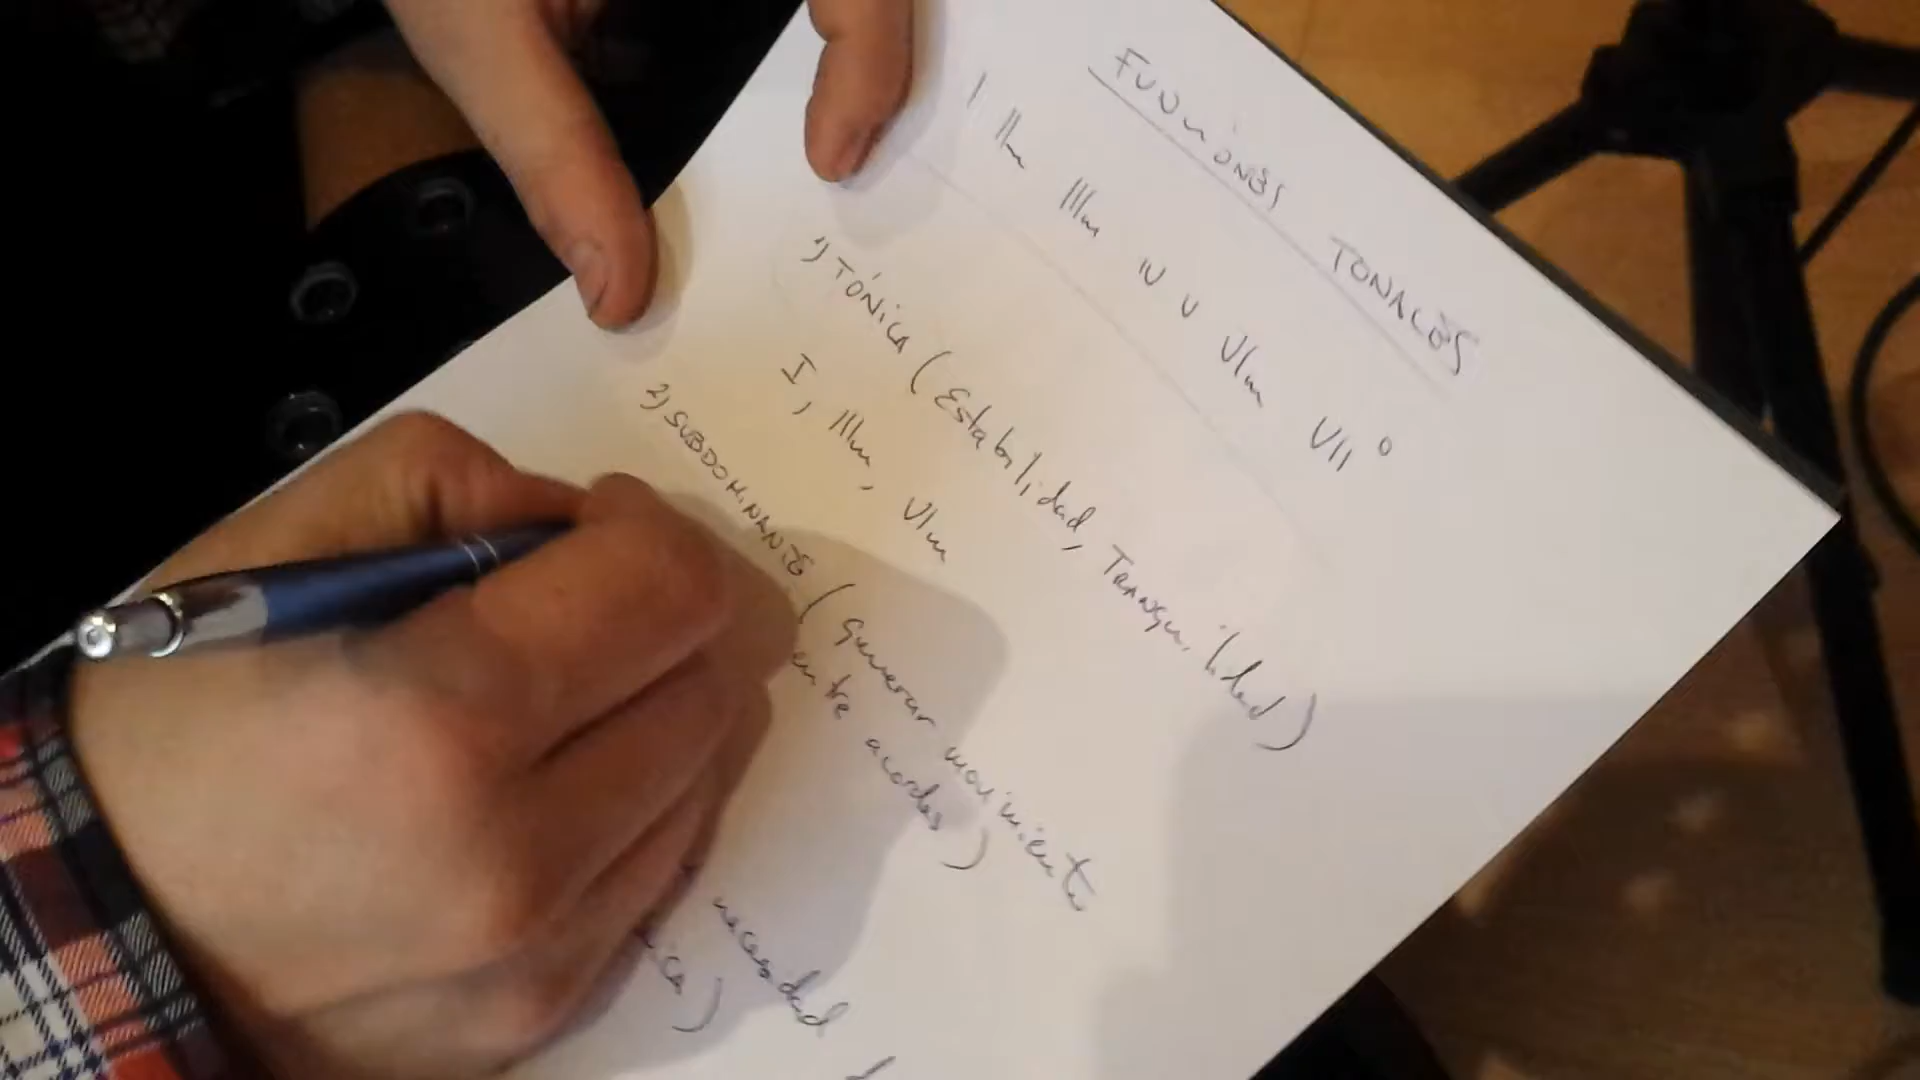 FUNCIONES TONALES
I IIm IIIm IV V VIm VII°
1) TÓNICA (Estabilidad, Tranquilidad)
I, IIIm, VIm
2) SUBDOMINANTE (generar movimiento
entre acordes)
necesidad